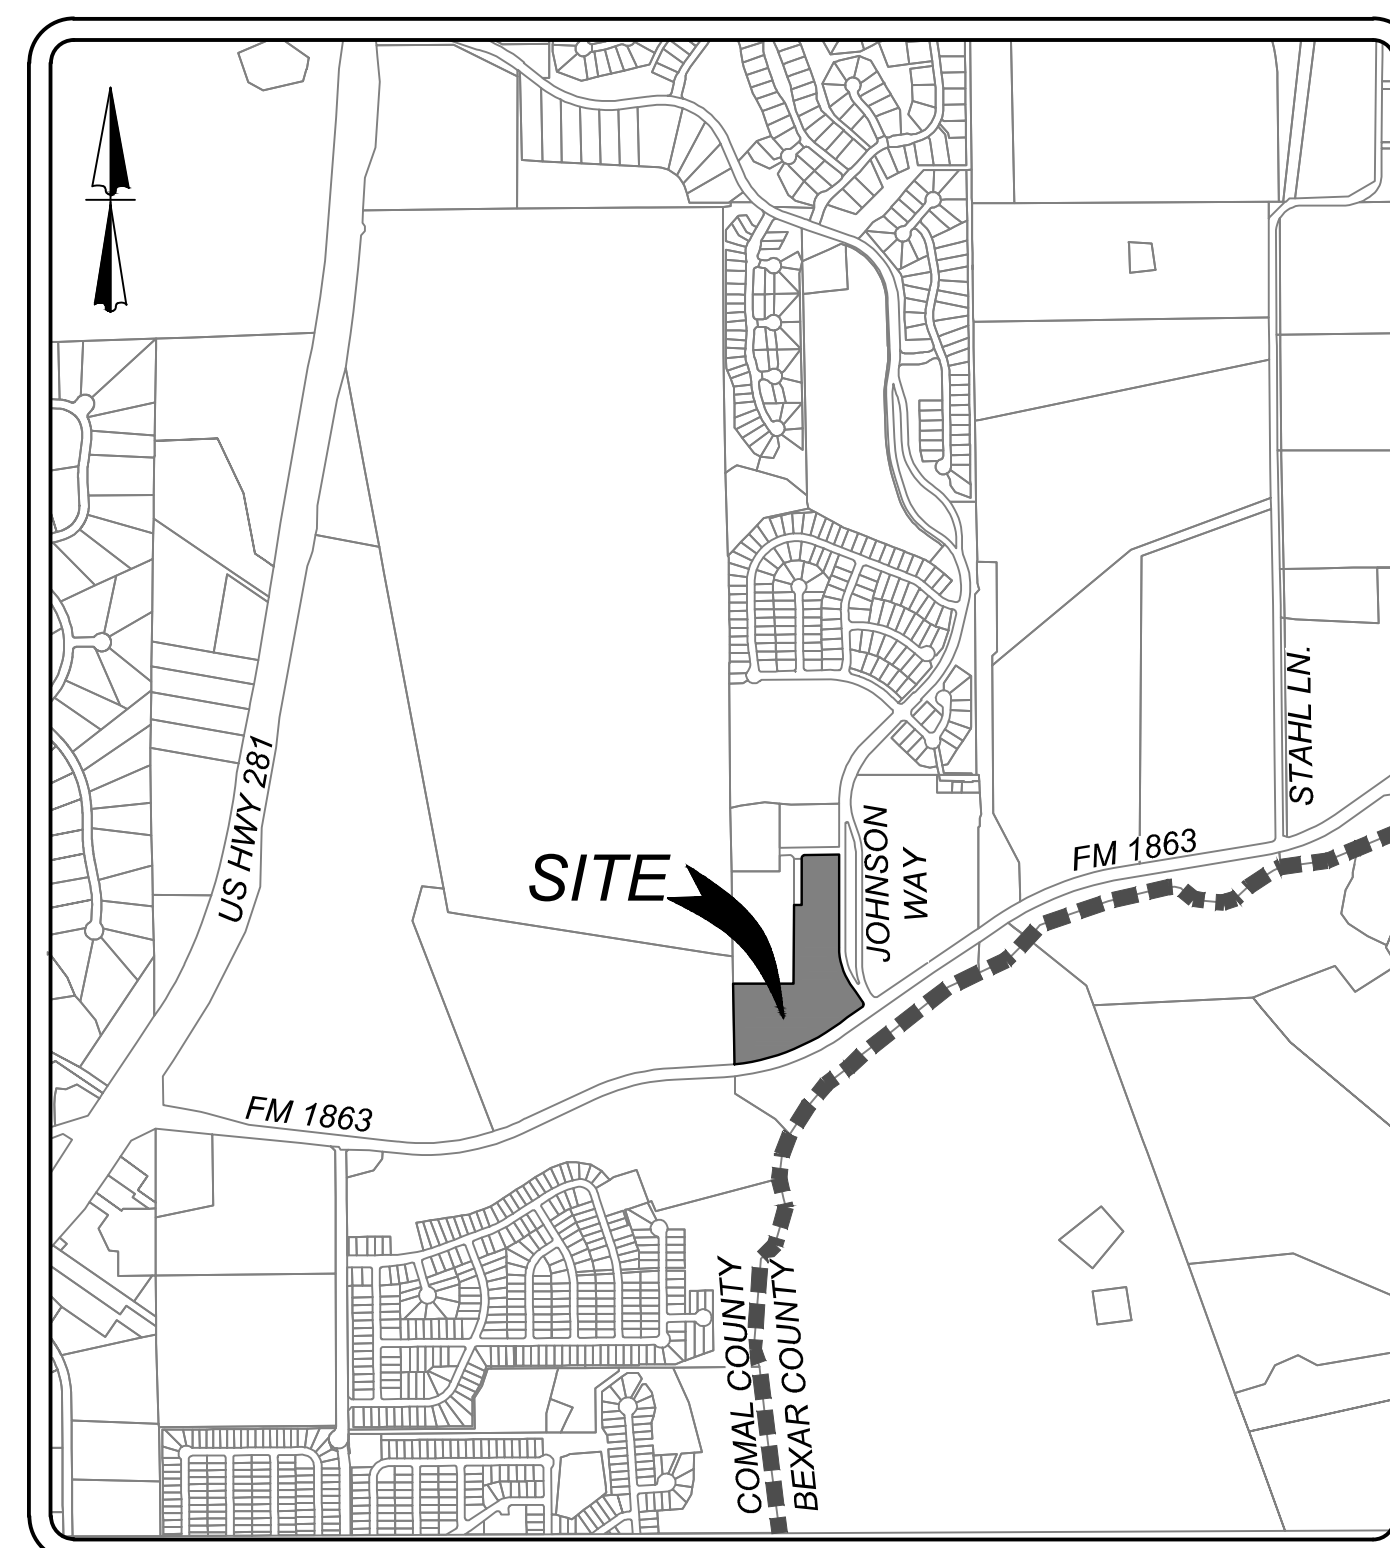 STAHL LN.
US HWY 281
FM 1863
SITE
JOHNSON
WAY
FM 1863
COMAL COUNTY
BEXAR COUNTY